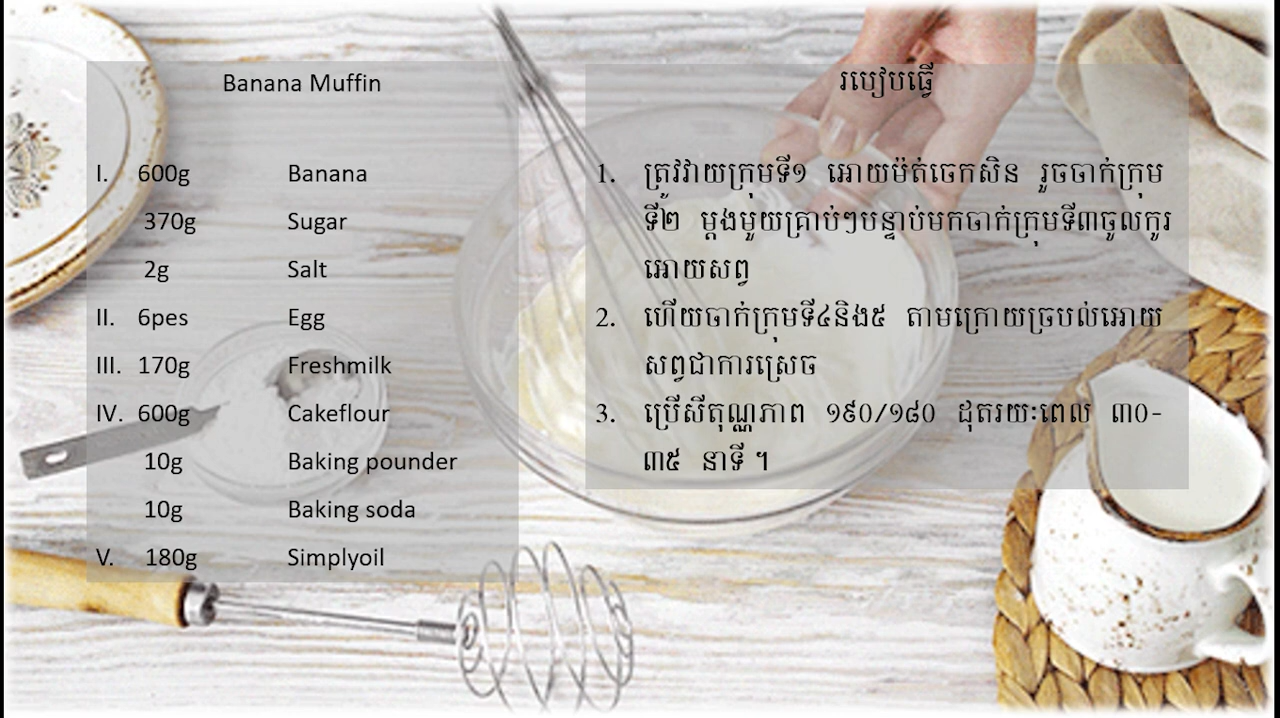 Banana Muffin
I. 600g Banana
370g Sugar
2g Salt
II. 6pes Egg
III. 170g Freshmilk
IV. 600g Cakeflour
10g Baking pounder
10g Baking soda
V. 180g Simplyoil
របៀបធ្វើ
1. ត្រូវវាយក្រុមទី១ អោយម៉ត់ចេកសិន រួចចាក់ក្រុម
ទី២ ម្ដងមួយគ្រាប់ៗបន្ទាប់មកចាក់ក្រុមទី៣ចូលកូរ
អោយសព្វ
2. ហើយចាក់ក្រុមទី៤និង៥ តាមក្រោយច្របល់អោយ
សព្វជាការស្រេច
3. ប្រើសីតុណ្ណភាព ១៩០/១៨០ ដុតរយៈពេល ៣០-
៣៥ នាទី ។